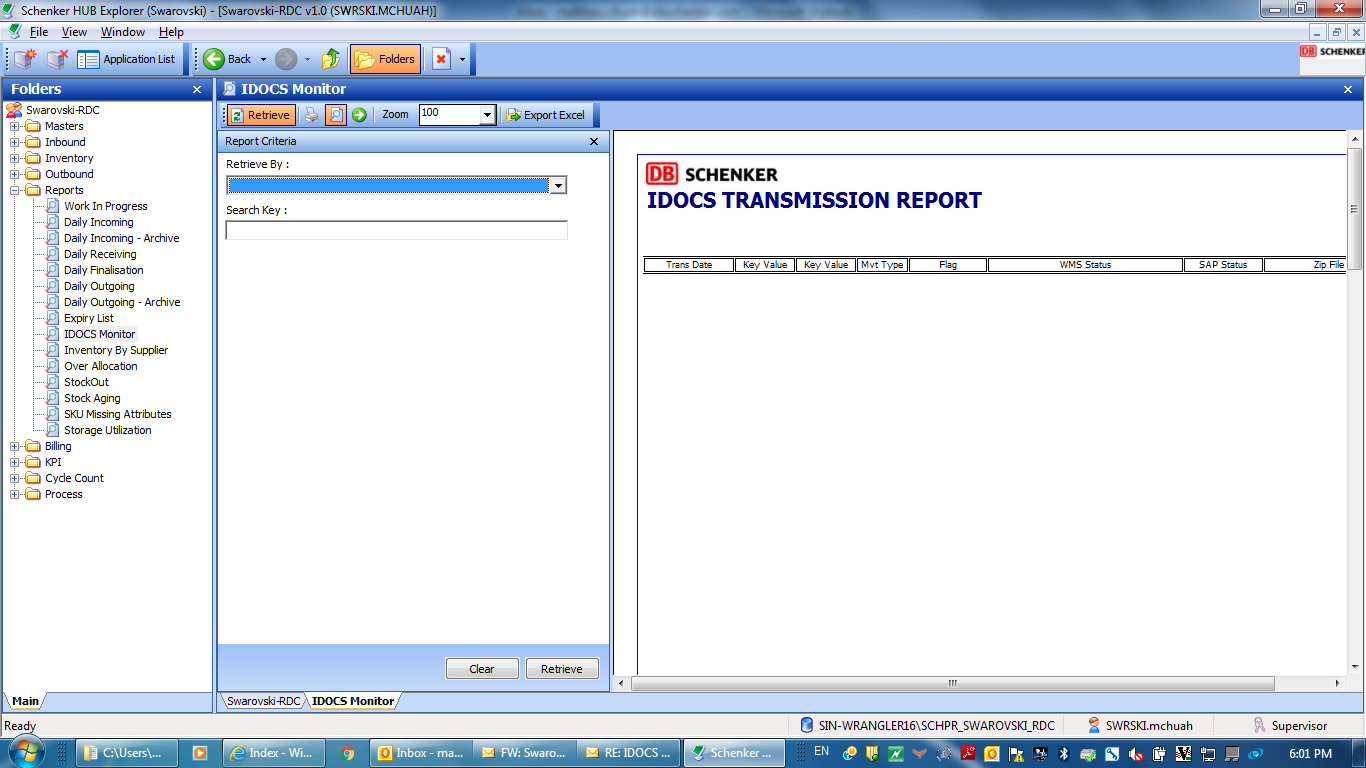 Schenker HUB Explorer (Swarovski) - [Swarovski-RDC v1.0 (SWRSKI.MCHUAH)]
File View Window Help
Application List Back Folders
DB SCHENKER
Folders
IDOCS Monitor
Swarovski-RDC
Masters
Inbound
Inventory
Outbound
Reports
Work In Progress
Daily Incoming
Daily Incoming - Archive
Daily Receiving
Daily Finalisation
Daily Outgoing
Daily Outgoing - Archive
Expiry List
IDOCS Monitor
Inventory By Supplier
Over Allocation
StockOut
Stock Aging
SKU Missing Attributes
Storage Utilization
Billing
KPI
Cycle Count
Process
Main
Retrieve Zoom 100 Export Excel
Report Criteria
Retrieve By :
Search Key :
Clear Retrieve
DB SCHENKER
IDOCS TRANSMISSION REPORT
Trans Date Key Value Key Value Mvt Type Flag WMS Status SAP Status Zip File
Swarovski-RDC IDOCS Monitor
Ready SIN-WRANGLER16\SCHPR_SWAROVSKI_RDC SWRSKI.mchuah Supervisor
C:\Users\... Index - Wi... Inbox - ma... FW: Swaro... RE: IDOCS ... Schenker ... EN 6:01 PM